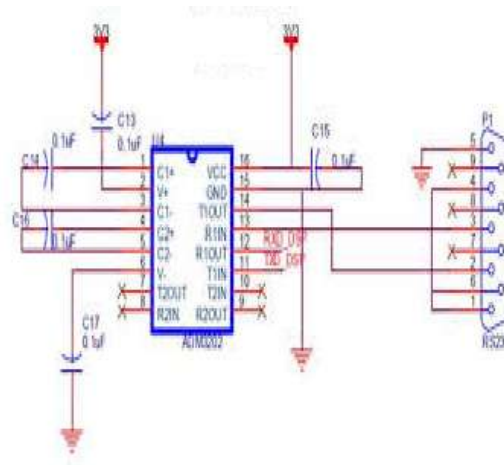 3V3
3V3
C13
0.1uF
C15
0.1uF
0.1uF
C14
C16
0.1uF
C17
0.1uF
1 C1+ VCC 16
2 V+ GND 15
3 C1- T1OUT 14
4 C2+ R1IN 13
5 C2- R1OUT 12
6 V- T1IN 11
7 T2OUT T2IN 10
8 R2IN R2OUT 9
RXD_DSP
TXD_DSP
P1
5
9
4
8
3
7
2
6
1
RS23